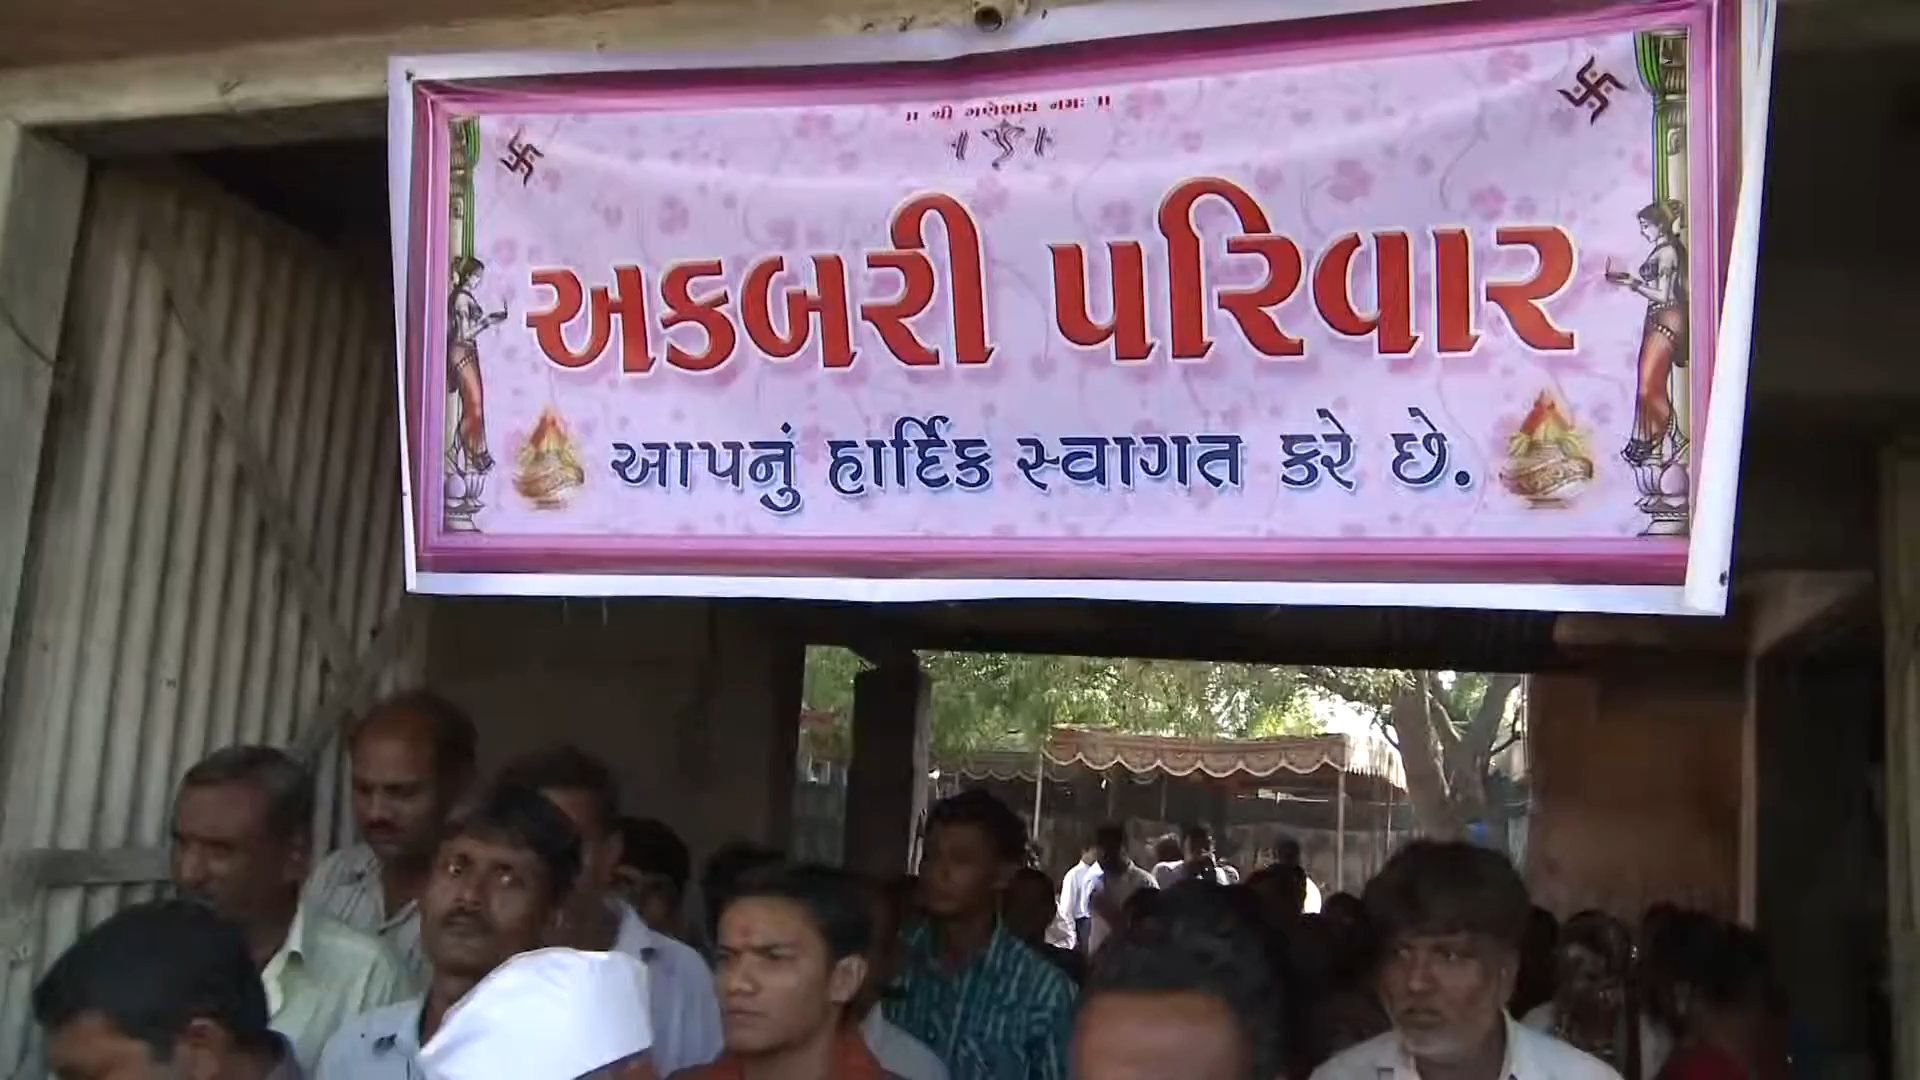 ॥ શ્રી ગણેશાય નમઃ ॥
અકબરી પરિવાર
આપનું હાર્દિક સ્વાગત કરે છે.